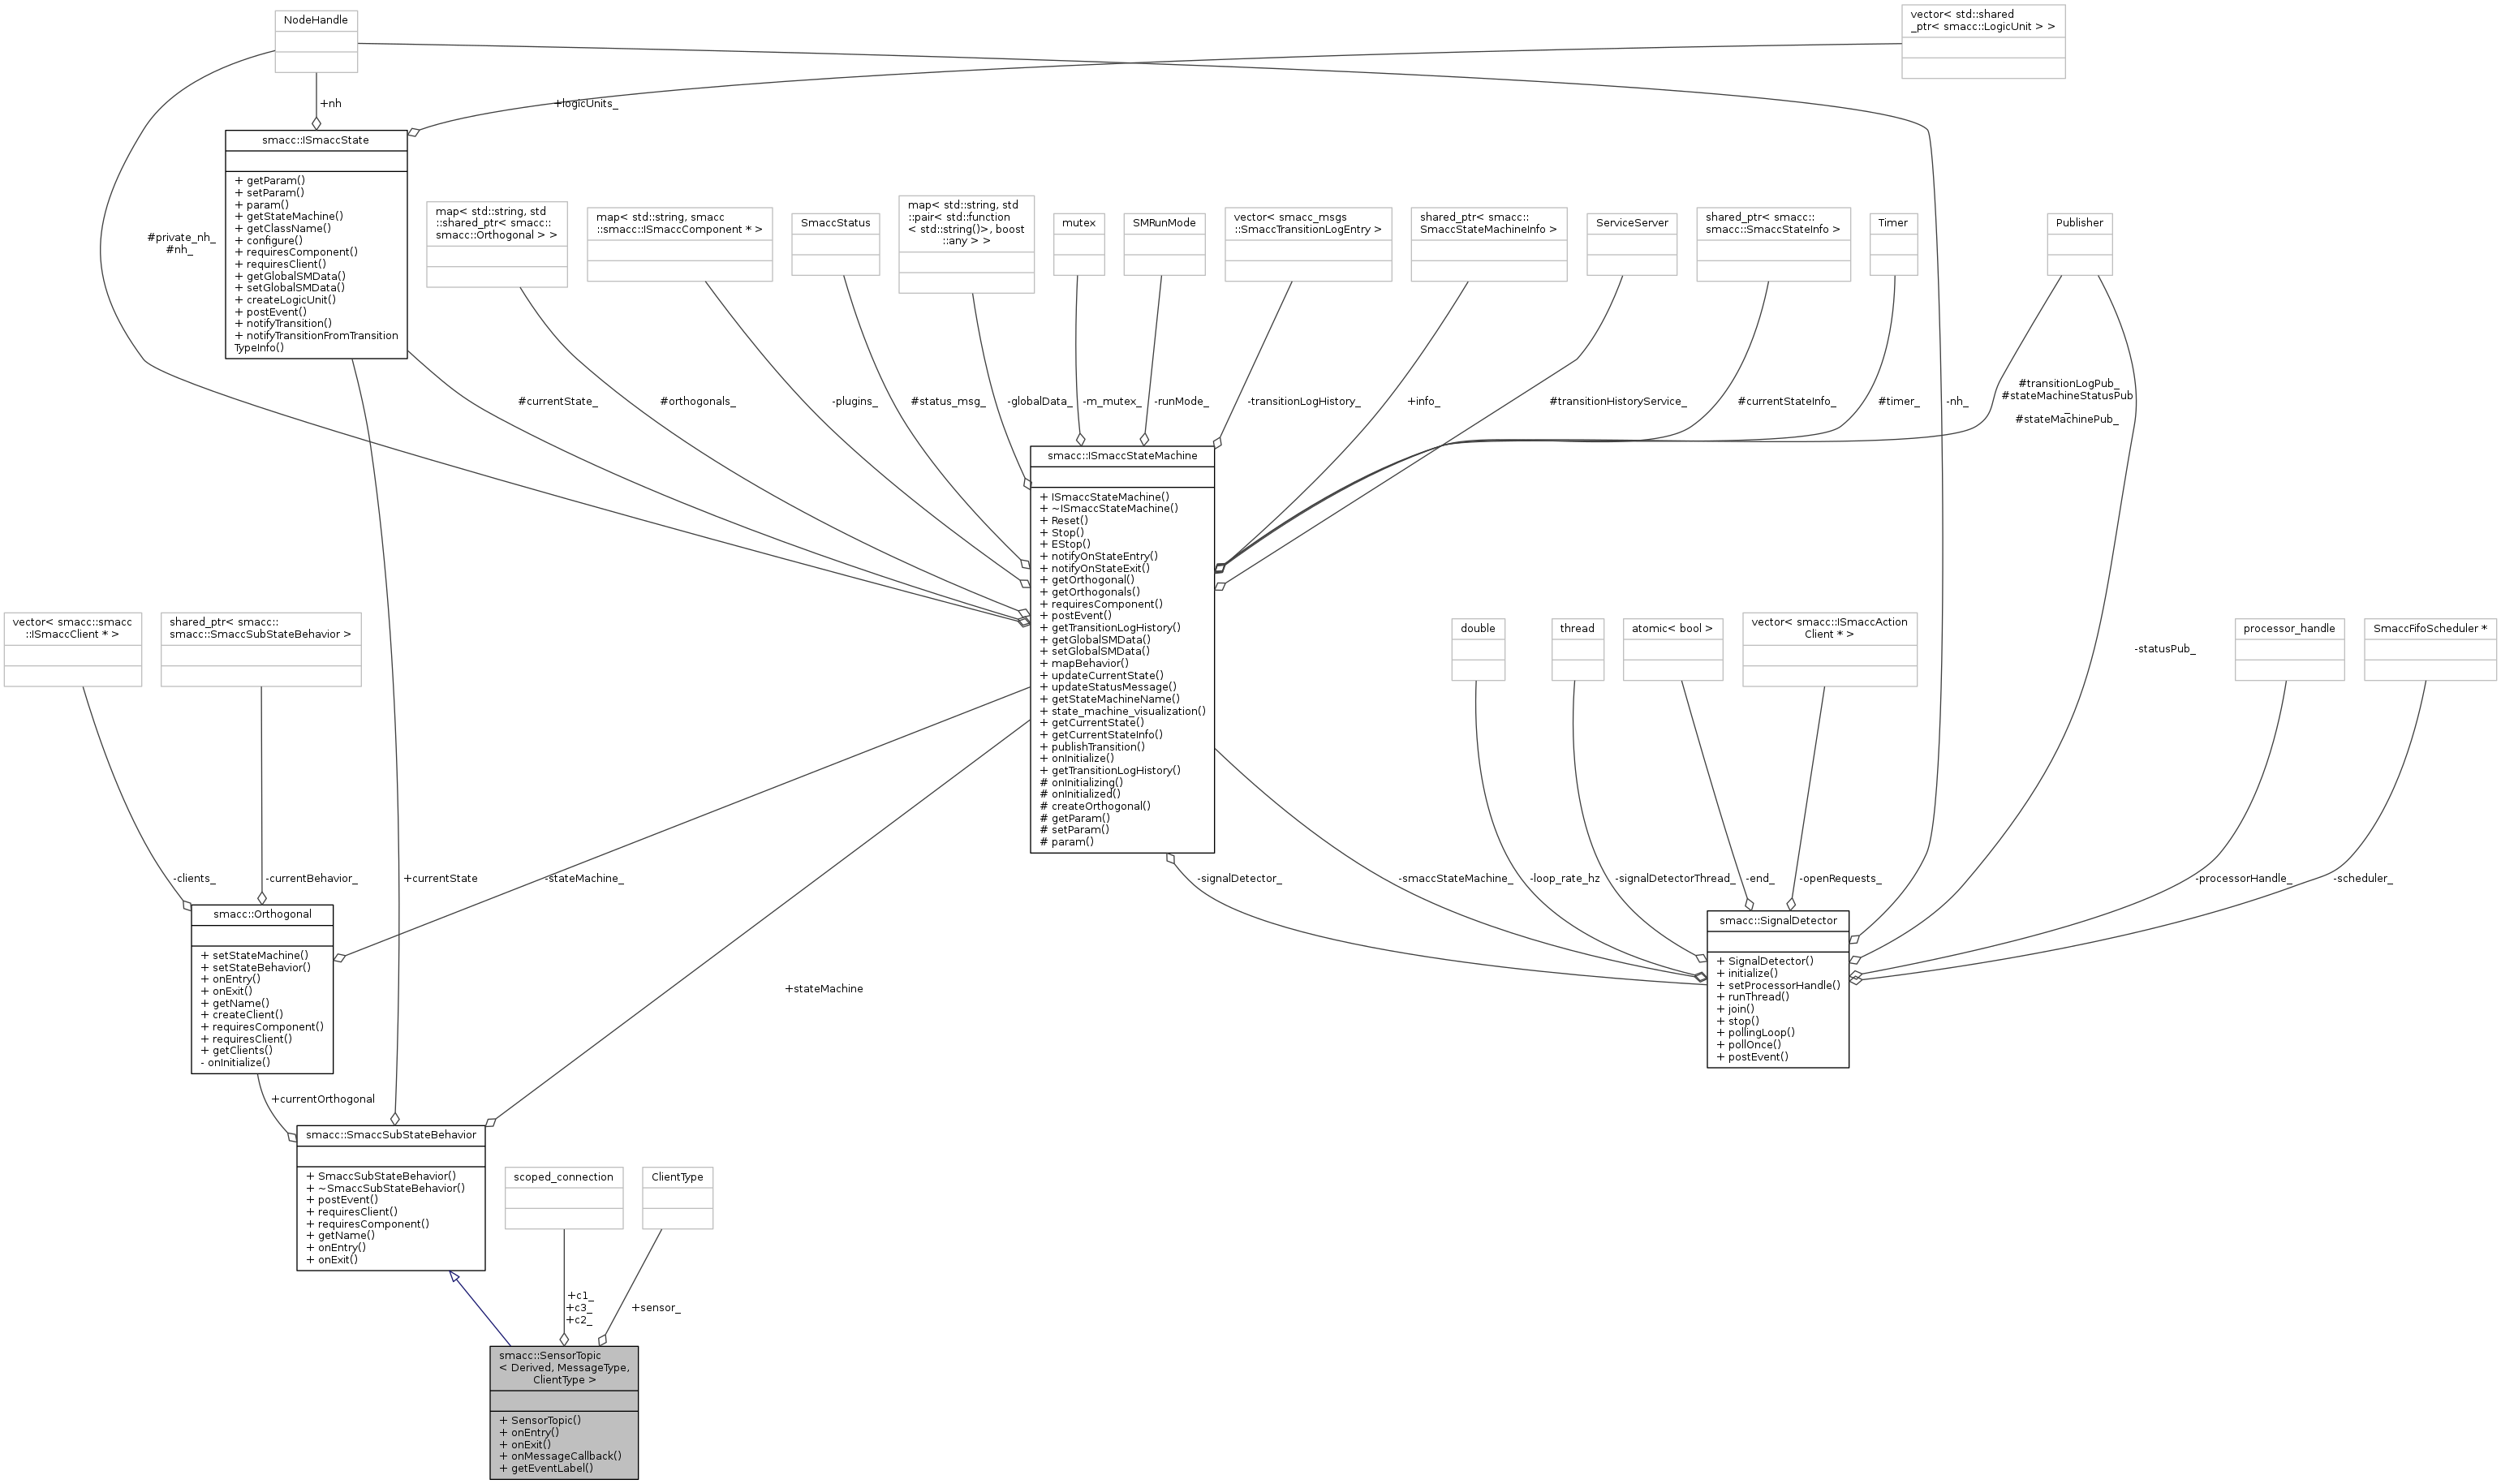 NodeHandle
vector< std::shared
_ptr< smacc::LogicUnit > >
+nh
+logicUnits_
smacc::ISmaccState
+ getParam()
+ setParam()
+ param()
+ getStateMachine()
+ getClassName()
+ configure()
+ requiresComponent()
+ requiresClient()
+ getGlobalSMData()
+ setGlobalSMData()
+ createLogicUnit()
+ postEvent()
+ notifyTransition()
+ notifyTransitionFromTransition
TypeInfo()
#private_nh_
#nh_
map< std::string, std
::shared_ptr< smacc::
smacc::Orthogonal > >
map< std::string, smacc
::smacc::ISmaccComponent * >
SmaccStatus
map< std::string, std
::pair< std::function
< std::string()>, boost
::any > >
mutex
SMRunMode
vector< smacc_msgs
::SmaccTransitionLogEntry >
shared_ptr< smacc::
SmaccStateMachineInfo >
ServiceServer
shared_ptr< smacc::
smacc::SmaccStateInfo >
Timer
Publisher
#currentState_
#orthogonals_
-plugins_
#status_msg_
-globalData_
-m_mutex_
-runMode_
-transitionLogHistory_
+info_
#transitionHistoryService_
#currentStateInfo_
#timer_
-nh_
#transitionLogPub_
#stateMachineStatusPub
_
#stateMachinePub_
smacc::ISmaccStateMachine
+ ISmaccStateMachine()
+ ~ISmaccStateMachine()
+ Reset()
+ Stop()
+ EStop()
+ notifyOnStateEntry()
+ notifyOnStateExit()
+ getOrthogonal()
+ getOrthogonals()
+ requiresComponent()
+ postEvent()
+ getTransitionLogHistory()
+ getGlobalSMData()
+ setGlobalSMData()
+ mapBehavior()
+ updateCurrentState()
+ updateStatusMessage()
+ getStateMachineName()
+ state_machine_visualization()
+ getCurrentState()
+ getCurrentStateInfo()
+ publishTransition()
+ onInitialize()
+ getTransitionLogHistory()
# onInitializing()
# onInitialized()
# createOrthogonal()
# getParam()
# setParam()
# param()
vector< smacc::smacc
::ISmaccClient * >
shared_ptr< smacc::
smacc::SmaccSubStateBehavior >
double
thread
atomic< bool >
vector< smacc::ISmaccAction
Client * >
-statusPub_
processor_handle
SmaccFifoScheduler *
-clients_
-currentBehavior_
+currentState
-stateMachine_
-signalDetector_
-smaccStateMachine_
-loop_rate_hz
-signalDetectorThread_
-end_
-openRequests_
-processorHandle_
-scheduler_
smacc::Orthogonal
+ setStateMachine()
+ setStateBehavior()
+ onEntry()
+ onExit()
+ getName()
+ createClient()
+ requiresComponent()
+ requiresClient()
+ getClients()
- onInitialize()
+stateMachine
smacc::SignalDetector
+ SignalDetector()
+ initialize()
+ setProcessorHandle()
+ runThread()
+ join()
+ stop()
+ pollingLoop()
+ pollOnce()
+ postEvent()
+currentOrthogonal
smacc::SmaccSubStateBehavior
+ SmaccSubStateBehavior()
+ ~SmaccSubStateBehavior()
+ postEvent()
+ requiresClient()
+ requiresComponent()
+ getName()
+ onEntry()
+ onExit()
scoped_connection
ClientType
+c1_
+c3_
+c2_
+sensor_
smacc::SensorTopic
< Derived, MessageType,
ClientType >
+ SensorTopic()
+ onEntry()
+ onExit()
+ onMessageCallback()
+ getEventLabel()